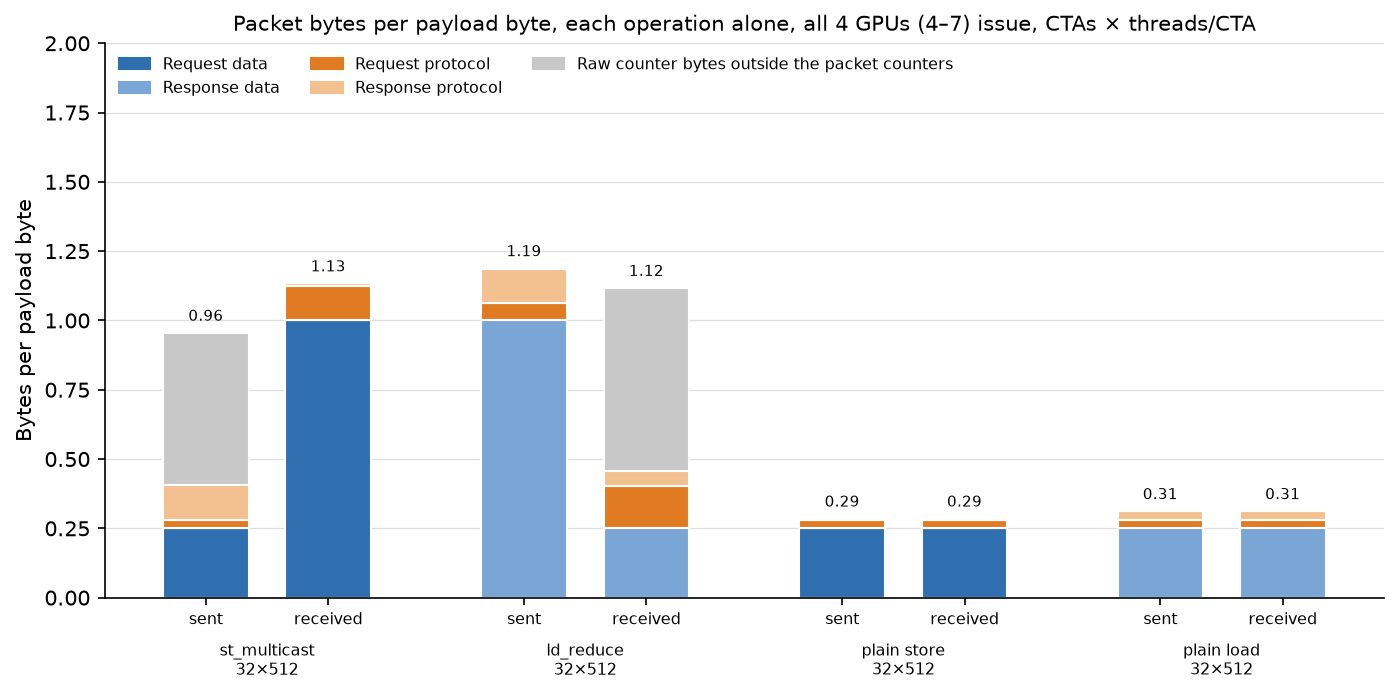 Packet bytes per payload byte, each operation alone, all 4 GPUs (4–7) issue, CTAs × threads/CTA
Request data
Response data
Request protocol
Response protocol
Raw counter bytes outside the packet counters
Bytes per payload byte
2.00
1.75
1.50
1.25
1.00
0.75
0.50
0.25
0.00
0.96
1.13
1.19
1.12
0.29
0.29
0.31
0.31
sent
received
sent
received
sent
received
sent
received
st_multicast
32×512
ld_reduce
32×512
plain store
32×512
plain load
32×512